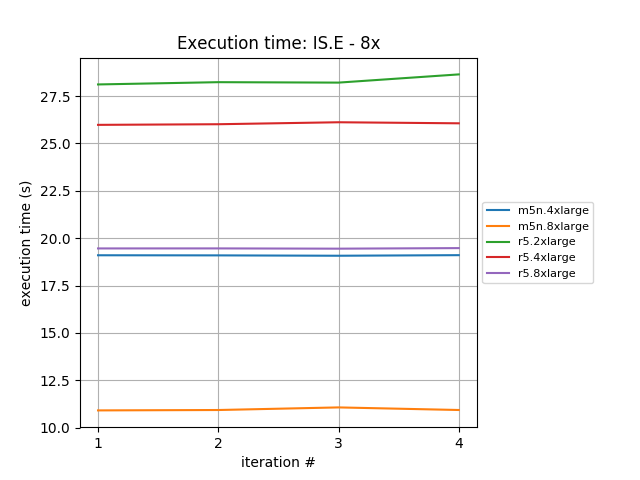 Execution time: IS.E - 8x
execution time (s)
27.5
25.0
22.5
20.0
17.5
15.0
12.5
10.0
1 2 3 4
iteration #
m5n.4xlarge
m5n.8xlarge
r5.2xlarge
r5.4xlarge
r5.8xlarge